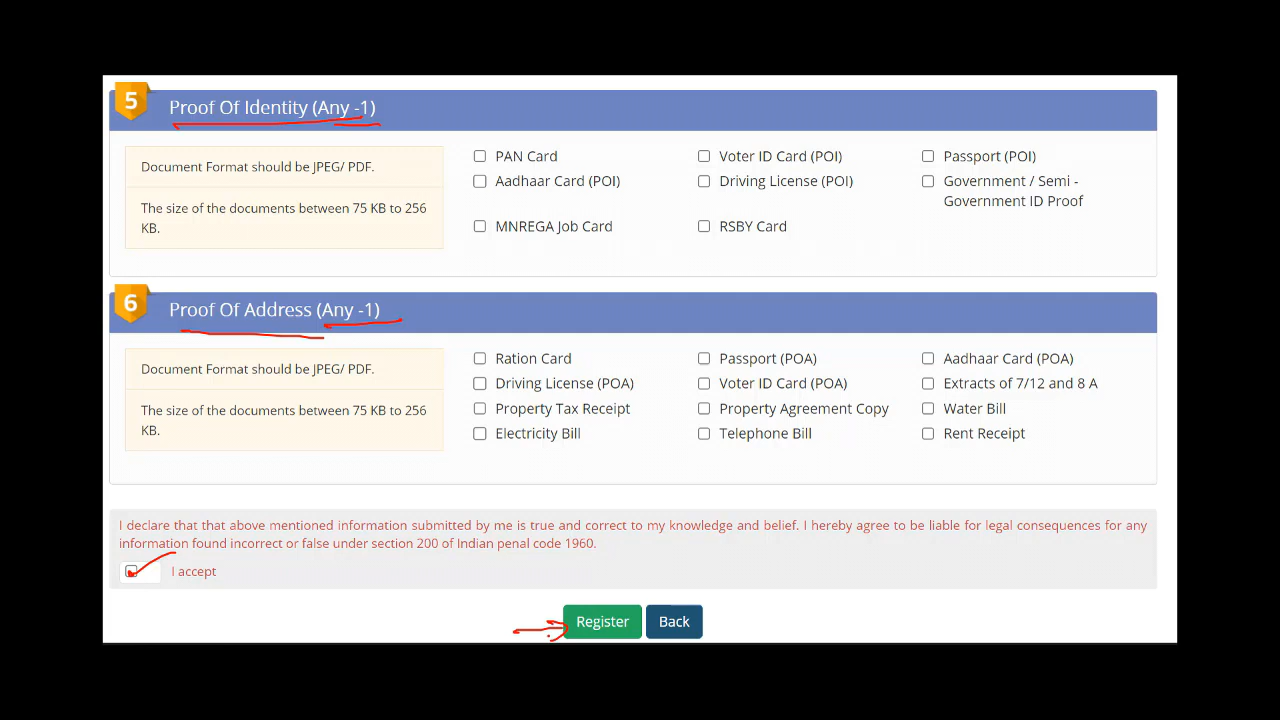 5 Proof Of Identity (Any -1)
Document Format should be JPEG/ PDF.
The size of the documents between 75 KB to 256
KB.
PAN Card Voter ID Card (POI) Passport (POI)
Aadhaar Card (POI) Driving License (POI) Government / Semi -
Government ID Proof
MNREGA Job Card RSBY Card
6 Proof Of Address (Any -1)
Document Format should be JPEG/ PDF.
The size of the documents between 75 KB to 256
KB.
Ration Card Passport (POA) Aadhaar Card (POA)
Driving License (POA) Voter ID Card (POA) Extracts of 7/12 and 8 A
Property Tax Receipt Property Agreement Copy Water Bill
Electricity Bill Telephone Bill Rent Receipt
I declare that that above mentioned information submitted by me is true and correct to my knowledge and belief. I hereby agree to be liable for legal consequences for any
information found incorrect or false under section 200 of Indian penal code 1960.
I accept
Register Back